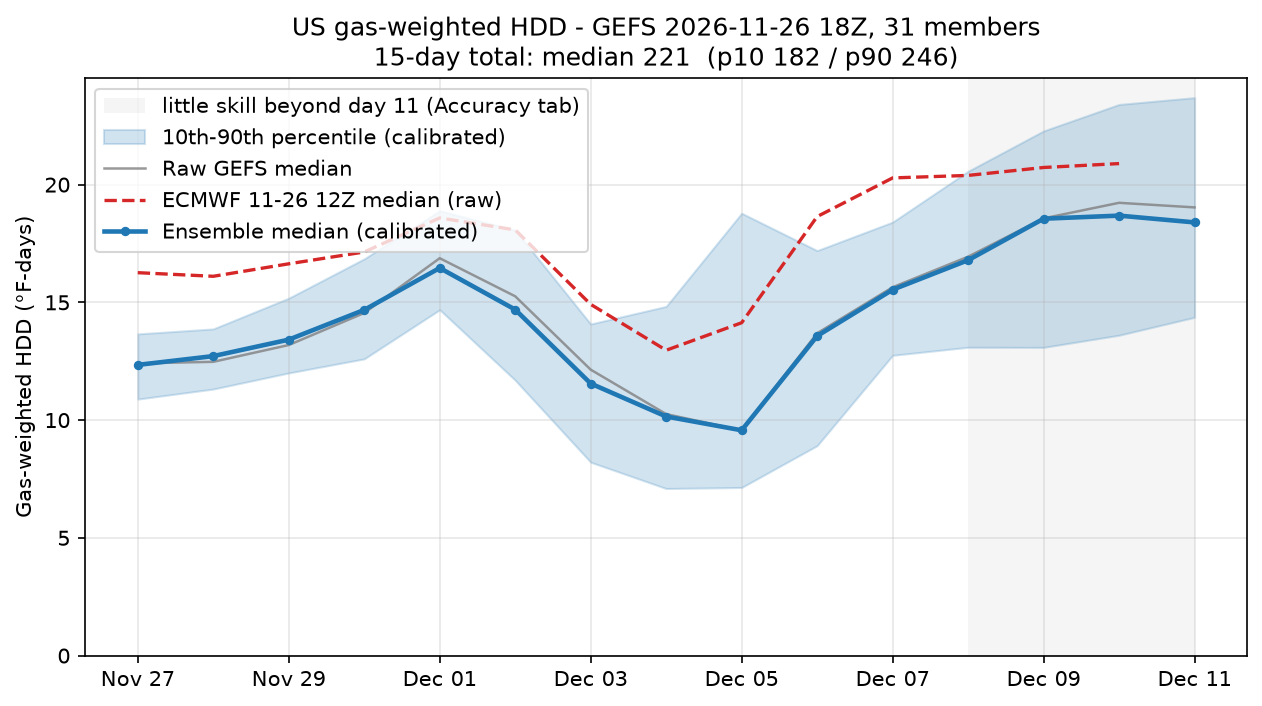 US gas-weighted HDD - GEFS 2026-11-26 18Z, 31 members
15-day total: median 221  (p10 182 / p90 246)
little skill beyond day 11 (Accuracy tab)
10th-90th percentile (calibrated)
Raw GEFS median
ECMWF 11-26 12Z median (raw)
Ensemble median (calibrated)
Gas-weighted HDD (°F-days)
20
15
10
5
0
Nov 27
Nov 29
Dec 01
Dec 03
Dec 05
Dec 07
Dec 09
Dec 11